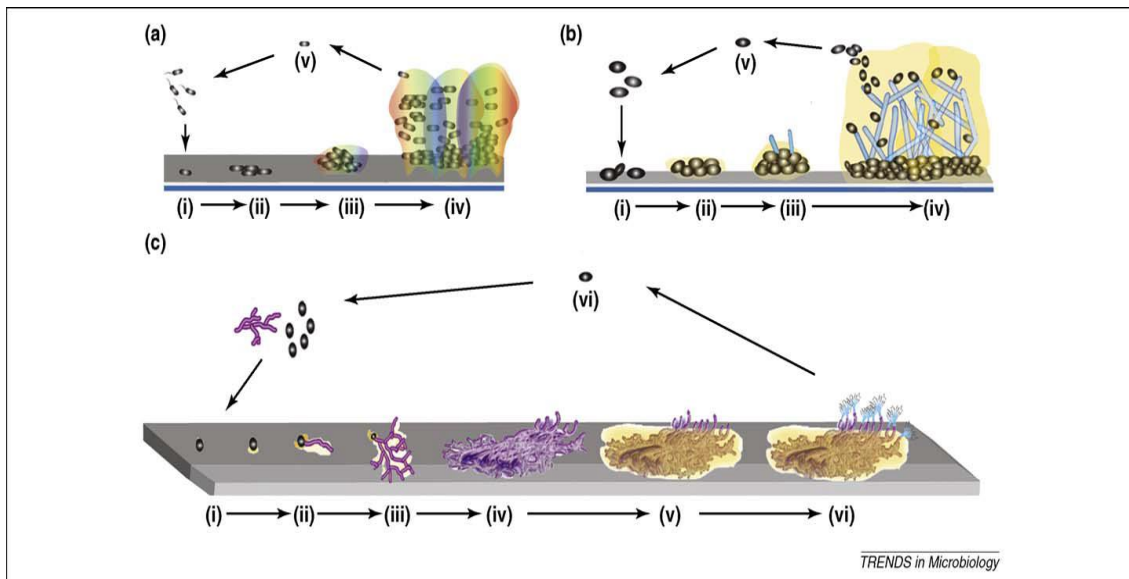 (a)
(v)
(i) (ii) (iii) (iv)
(b)
(v)
(i) (ii) (iii) (iv)
(c)
(vi)
(i) (ii) (iii) (iv) (v) (vi)
TRENDS in Microbiology